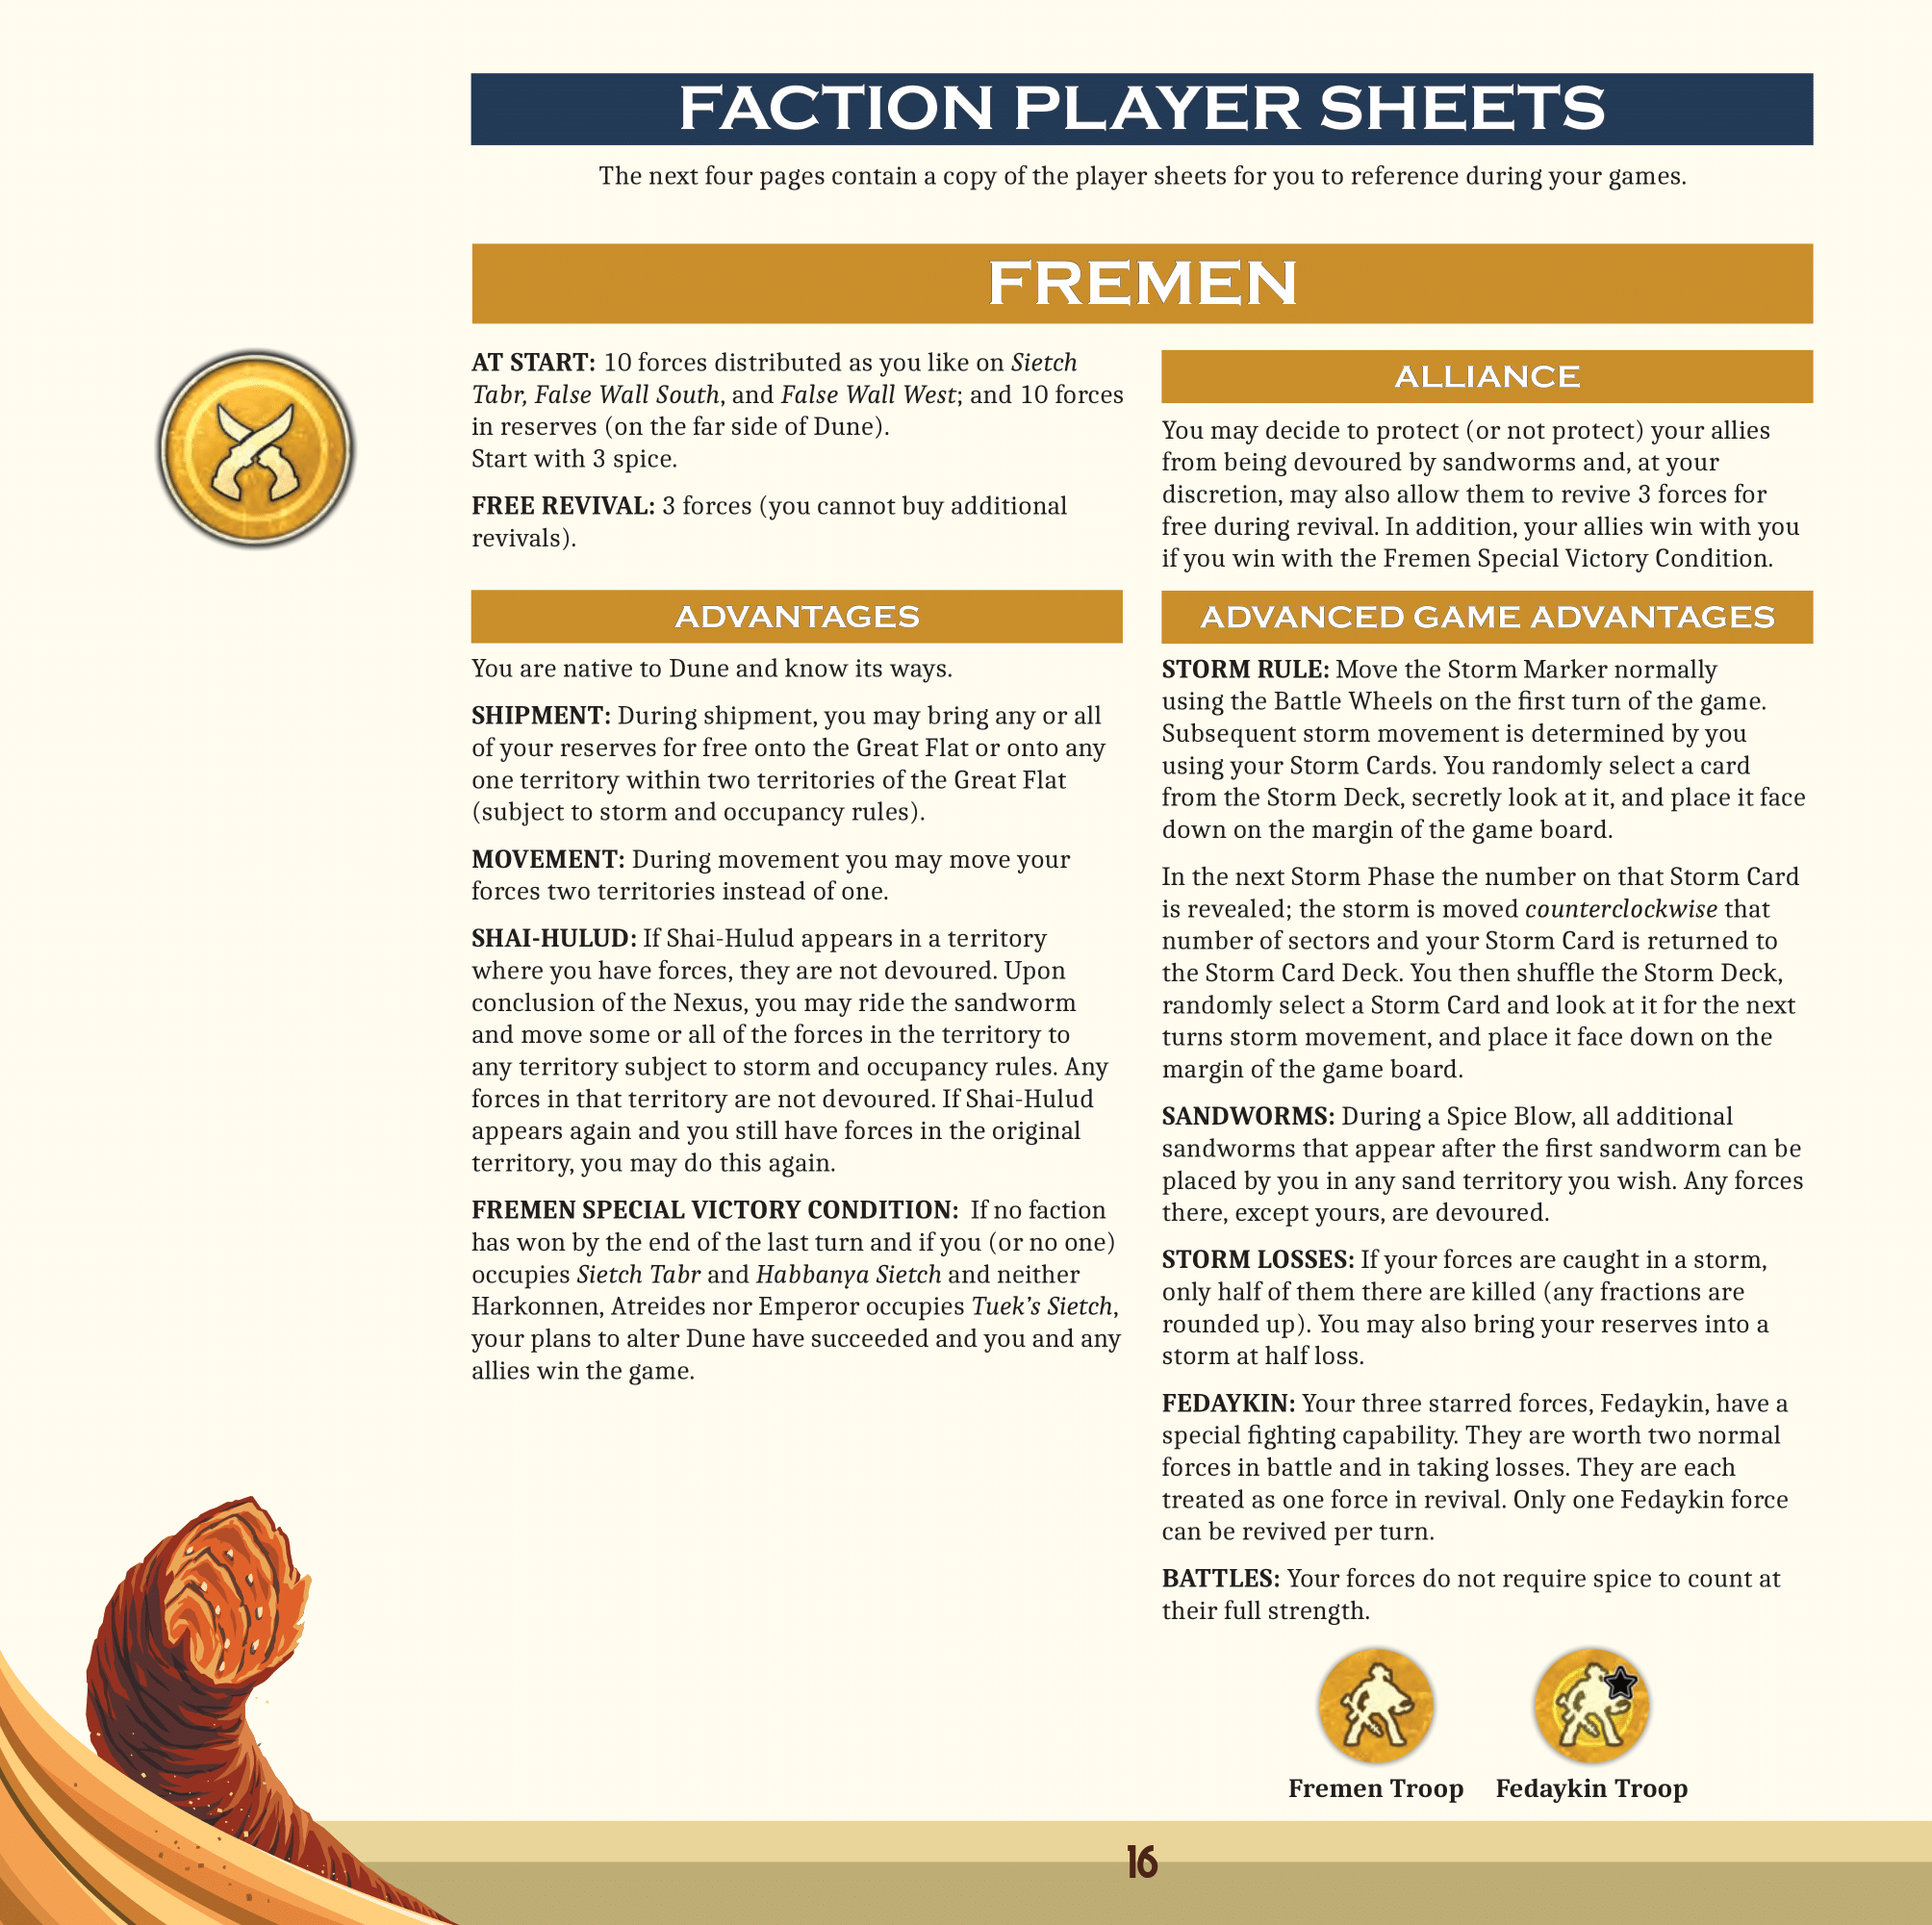 FACTION PLAYER SHEETS
The next four pages contain a copy of the player sheets for you to reference during your games.
FREMEN
AT START: 10 forces distributed as you like on Sietch
Tabr, False Wall South, and False Wall West; and 10 forces
in reserves (on the far side of Dune).
Start with 3 spice.
FREE REVIVAL: 3 forces (you cannot buy additional
revivals).
ADVANTAGES
You are native to Dune and know its ways.
SHIPMENT: During shipment, you may bring any or all
of your reserves for free onto the Great Flat or onto any
one territory within two territories of the Great Flat
(subject to storm and occupancy rules).
MOVEMENT: During movement you may move your
forces two territories instead of one.
SHAI-HULUD: If Shai-Hulud appears in a territory
where you have forces, they are not devoured. Upon
conclusion of the Nexus, you may ride the sandworm
and move some or all of the forces in the territory to
any territory subject to storm and occupancy rules. Any
forces in that territory are not devoured. If Shai-Hulud
appears again and you still have forces in the original
territory, you may do this again.
FREMEN SPECIAL VICTORY CONDITION: If no faction
has won by the end of the last turn and if you (or no one)
occupies Sietch Tabr and Habbanya Sietch and neither
Harkonnen, Atreides nor Emperor occupies Tuek’s Sietch,
your plans to alter Dune have succeeded and you and any
allies win the game.
ALLIANCE
You may decide to protect (or not protect) your allies
from being devoured by sandworms and, at your
discretion, may also allow them to revive 3 forces for
free during revival. In addition, your allies win with you
if you win with the Fremen Special Victory Condition.
ADVANCED GAME ADVANTAGES
STORM RULE: Move the Storm Marker normally
using the Battle Wheels on the first turn of the game.
Subsequent storm movement is determined by you
using your Storm Cards. You randomly select a card
from the Storm Deck, secretly look at it, and place it face
down on the margin of the game board.
In the next Storm Phase the number on that Storm Card
is revealed; the storm is moved counterclockwise that
number of sectors and your Storm Card is returned to
the Storm Card Deck. You then shuffle the Storm Deck,
randomly select a Storm Card and look at it for the next
turns storm movement, and place it face down on the
margin of the game board.
SANDWORMS: During a Spice Blow, all additional
sandworms that appear after the first sandworm can be
placed by you in any sand territory you wish. Any forces
there, except yours, are devoured.
STORM LOSSES: If your forces are caught in a storm,
only half of them there are killed (any fractions are
rounded up). You may also bring your reserves into a
storm at half loss.
FEDAYKIN: Your three starred forces, Fedaykin, have a
special fighting capability. They are worth two normal
forces in battle and in taking losses. They are each
treated as one force in revival. Only one Fedaykin force
can be revived per turn.
BATTLES: Your forces do not require spice to count at
their full strength.
Fremen Troop
Fedaykin Troop
16